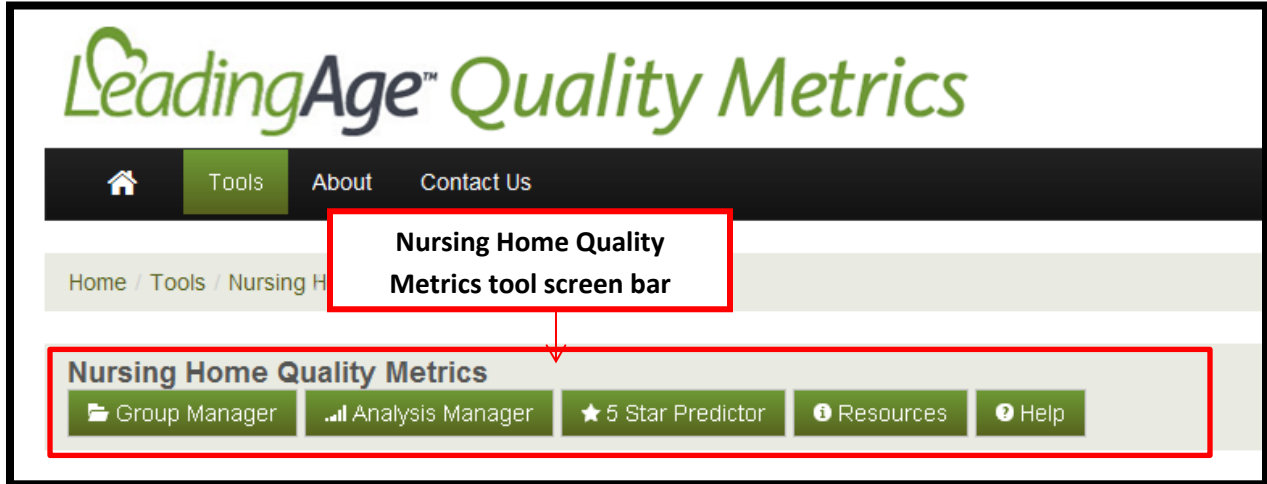 LeadingAge™ Quality Metrics
Tools About Contact Us
Nursing Home Quality
Metrics tool screen bar
Home / Tools / Nursing H
Nursing Home Quality Metrics
Group Manager Analysis Manager 5 Star Predictor Resources Help